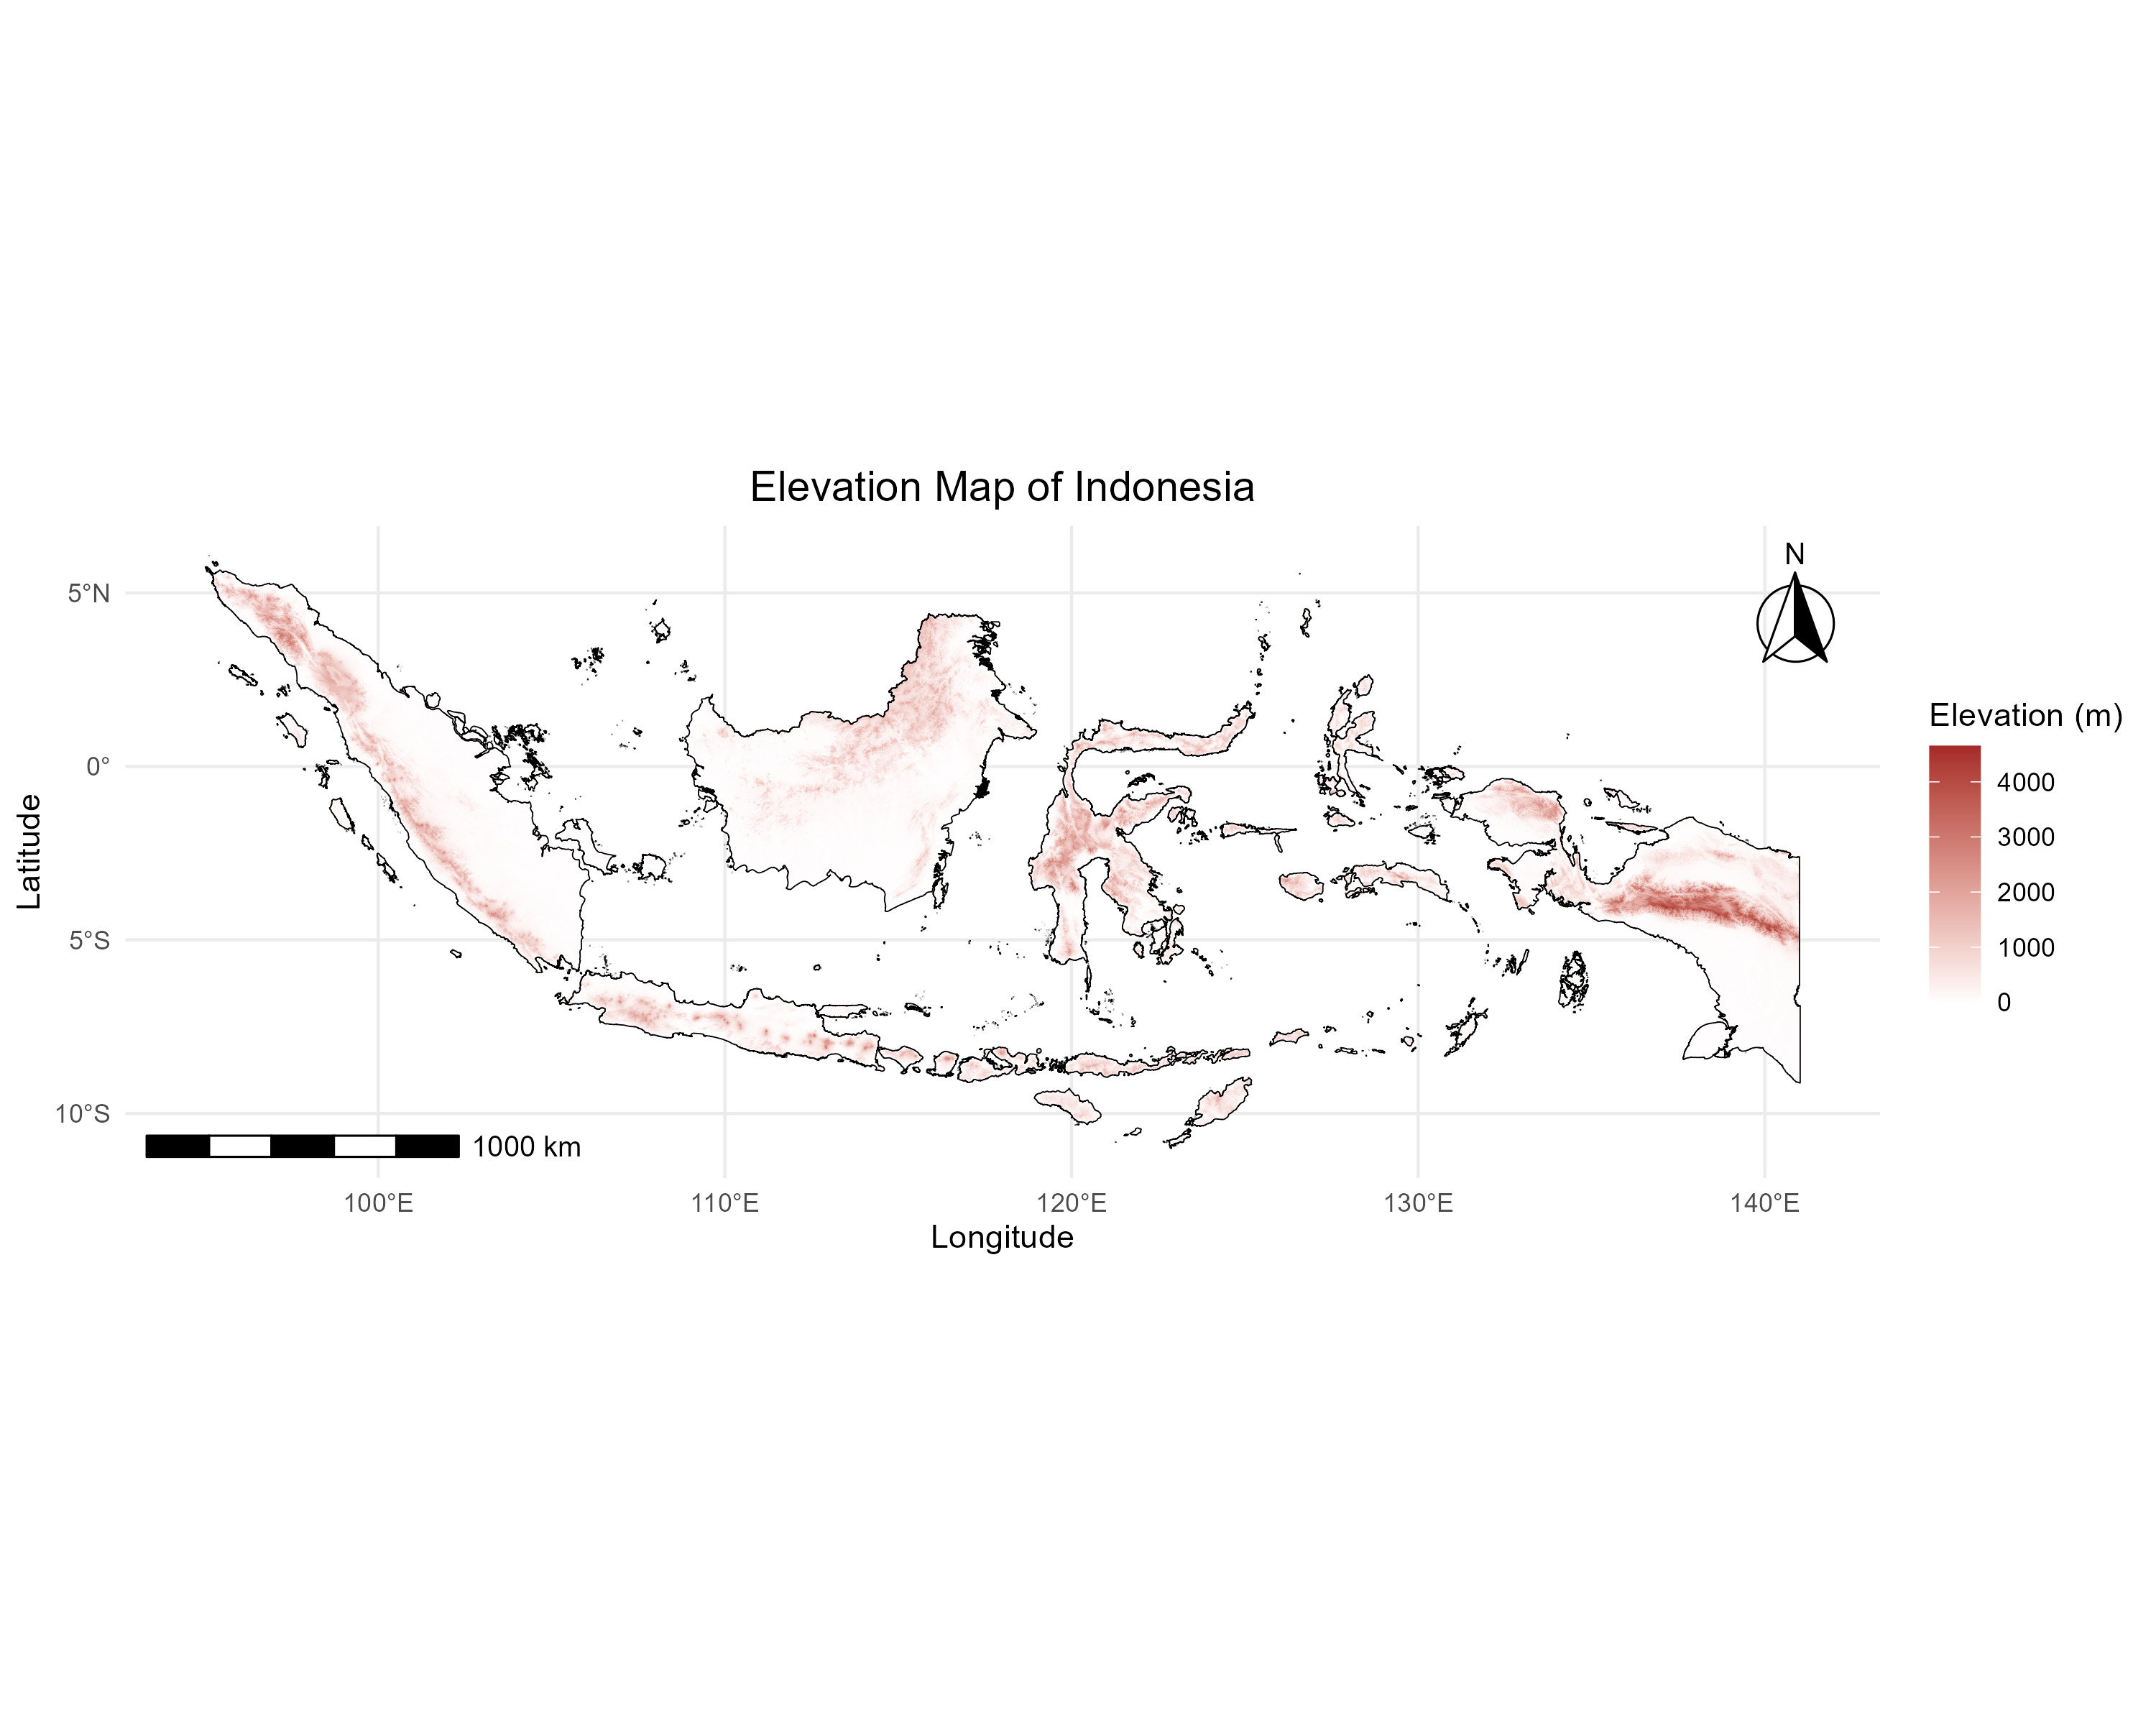 Elevation Map of Indonesia
N
5°N
0°
5°S
10°S
Latitude
1000 km
100°E
110°E
120°E
130°E
140°E
Longitude
Elevation (m)
4000
3000
2000
1000
0